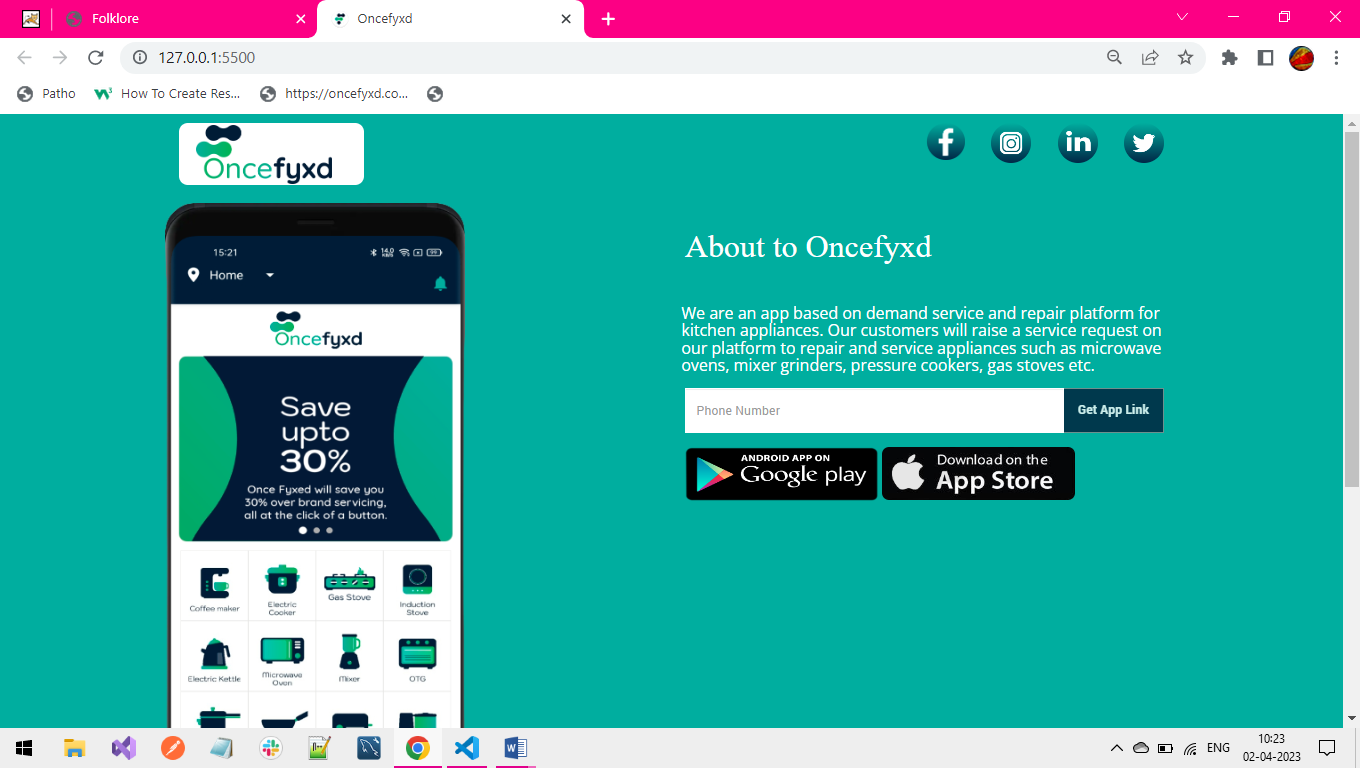 Folklore
Oncefyxd
127.0.0.1:5500
Patho
How To Create Res...
https://oncefyxd.co...
Oncefyxd
15:21
Home
Oncefyxd
Save
upto
30%
Once Fyxed will save you
30% over brand servicing,
all at the click of a button.
Coffee maker
Electric
Cooker
Gas Stove
Induction
Stove
Electric Kettle
Microwave
Oven
Mixer
OTG
About to Oncefyxd
We are an app based on demand service and repair platform for
kitchen appliances. Our customers will raise a service request on
our platform to repair and service appliances such as microwave
ovens, mixer grinders, pressure cookers, gas stoves etc.
Phone Number
Get App Link
ANDROID APP ON
Google play
Download on the
App Store
ENG
10:23
02-04-2023